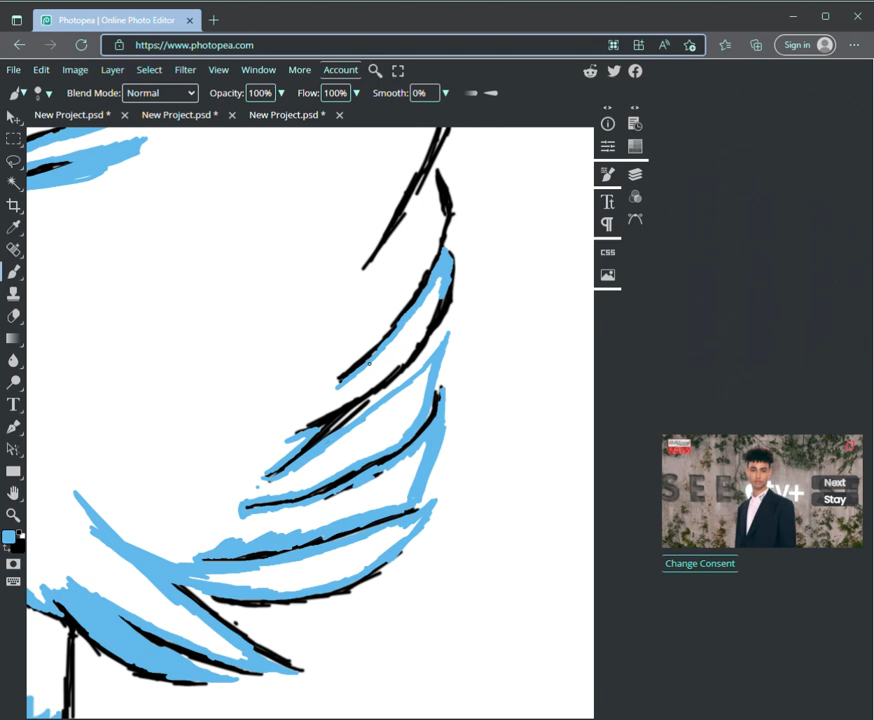 Photopea | Online Photo Editor
https://www.photopea.com
Sign in
File Edit Image Layer Select Filter View Window More Account
Blend Mode: Normal Opacity: 100% Flow: 100% Smooth: 0%
New Project.psd * New Project.psd * New Project.psd *
CSS
SEE tv+
Next
Stay
Change Consent